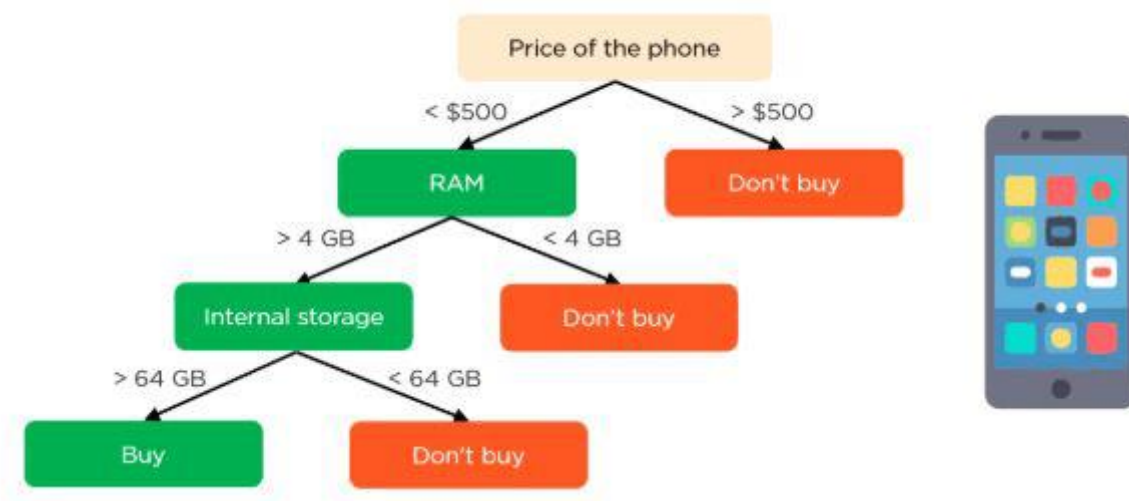 Price of the phone
< $500
> $500
RAM
Don't buy
> 4 GB
< 4 GB
Internal storage
Don't buy
> 64 GB
< 64 GB
Buy
Don't buy